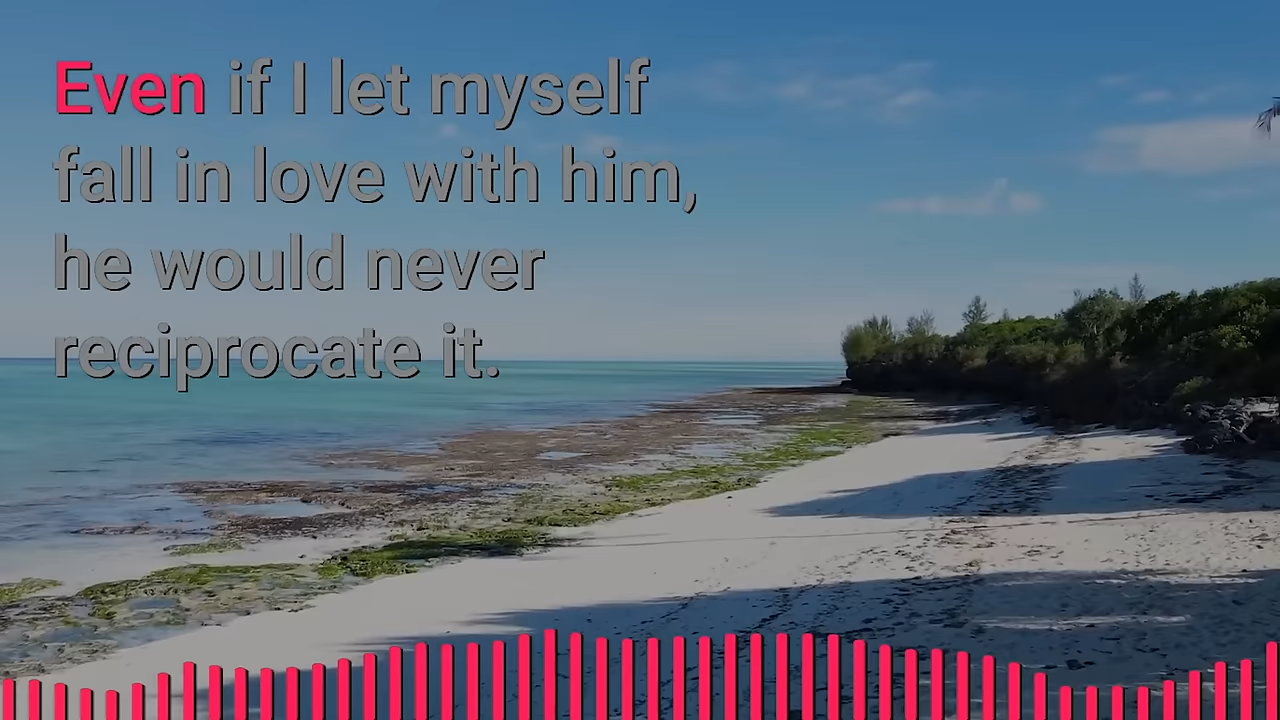 Even if I let myself
fall in love with him,
he would never
reciprocate it.